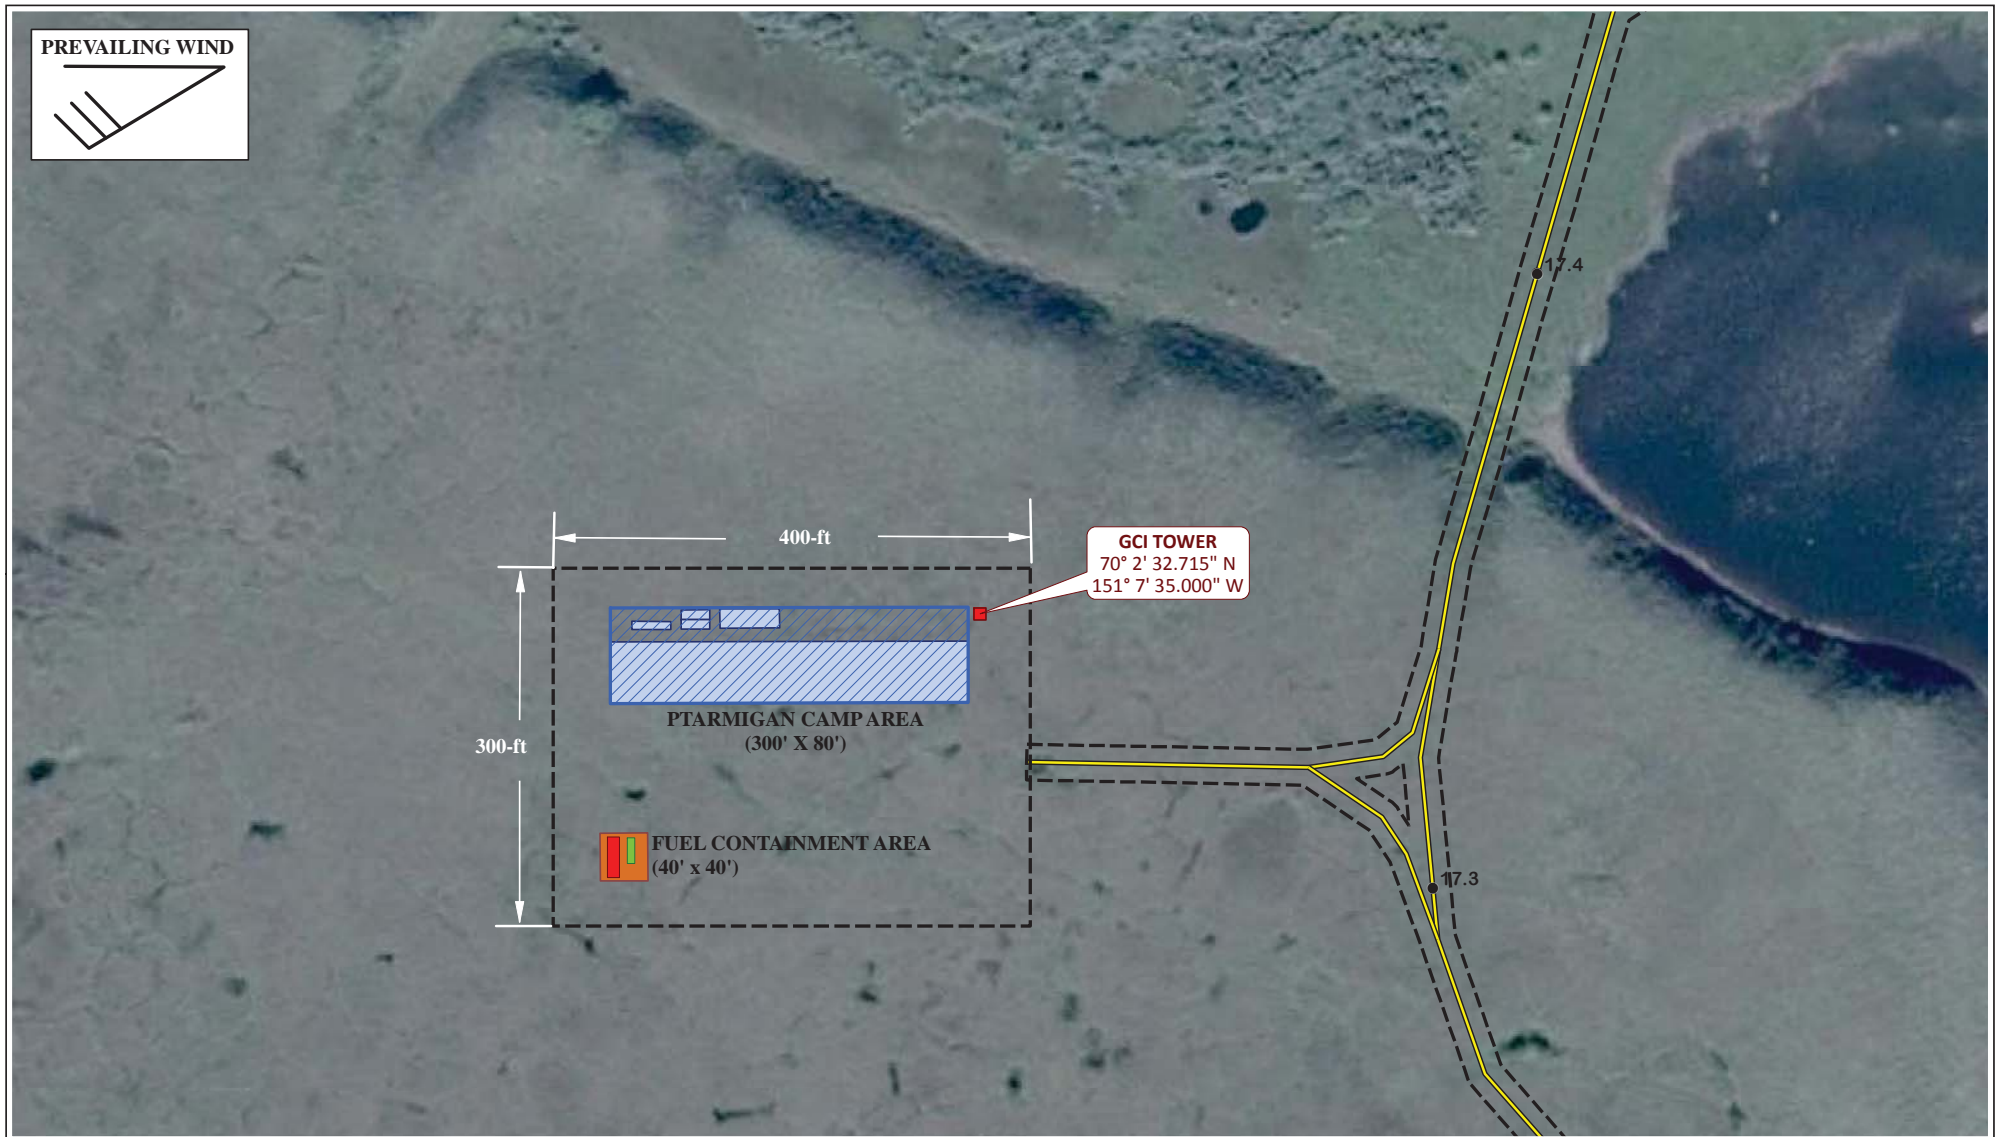 PREVAILING WIND
17.4
400-ft
GCI TOWER
70° 2' 32.715" N
151° 7' 35.000" W
PTARMIGAN CAMP AREA
(300' X 80')
300-ft
FUEL CONTAINMENT AREA
(40' x 40')
17.3